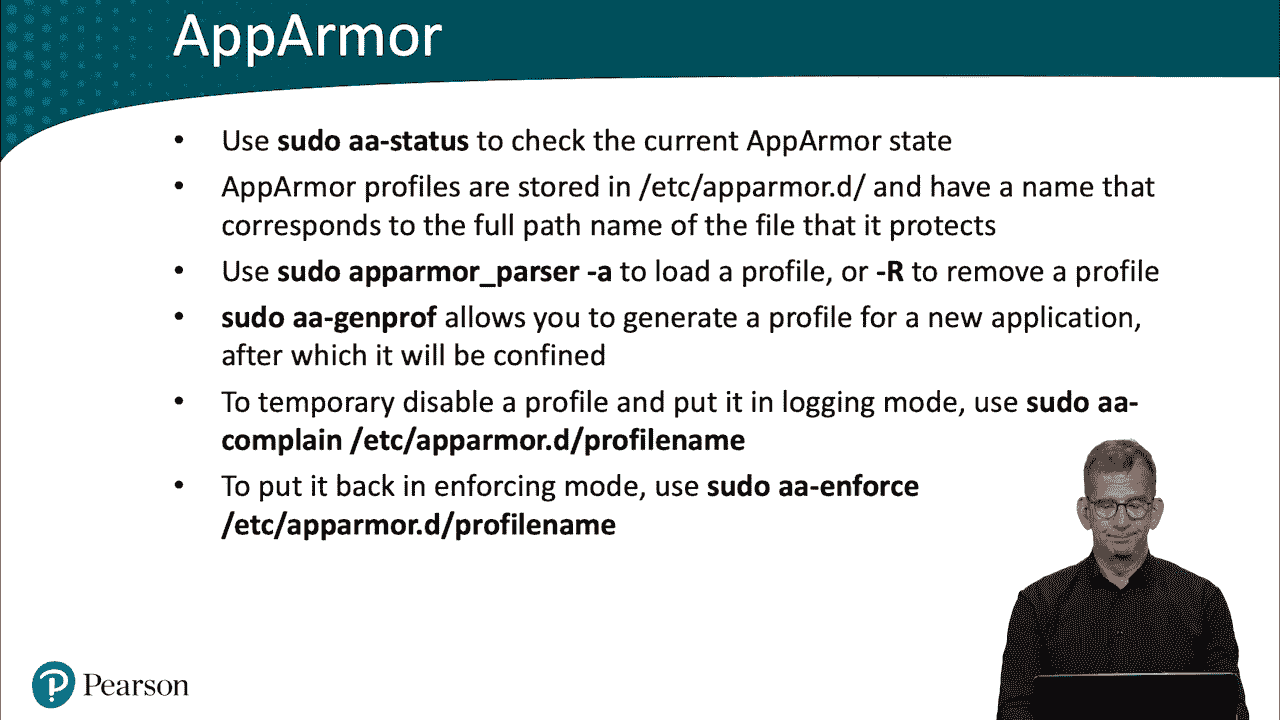 AppArmor
• Use sudo aa-status to check the current AppArmor state
• AppArmor profiles are stored in /etc/apparmor.d/ and have a name that
corresponds to the full path name of the file that it protects
• Use sudo apparmor_parser -a to load a profile, or -R to remove a profile
• sudo aa-genprof allows you to generate a profile for a new application,
after which it will be confined
• To temporary disable a profile and put it in logging mode, use sudo aa-
complain /etc/apparmor.d/profilename
• To put it back in enforcing mode, use sudo aa-enforce
/etc/apparmor.d/profilename
Pearson